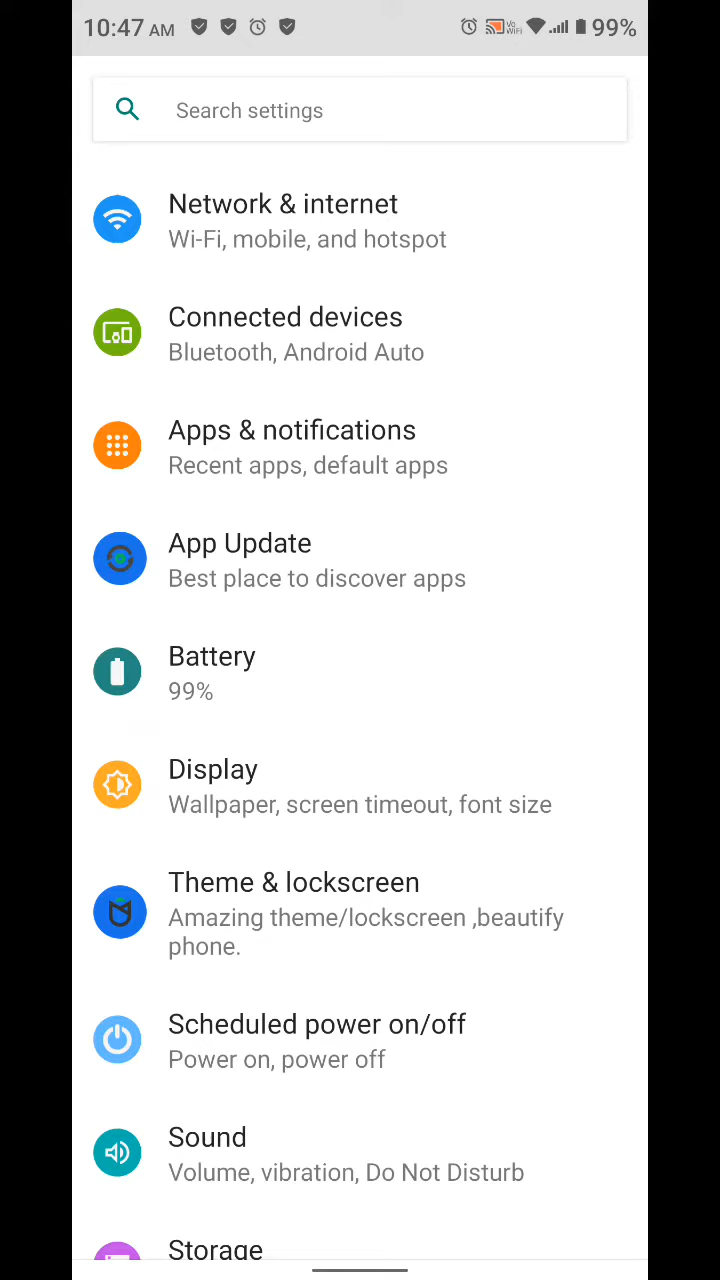 10:47 AM
Vo
WiFi
99%
Search settings
Network & internet
Wi-Fi, mobile, and hotspot
Connected devices
Bluetooth, Android Auto
Apps & notifications
Recent apps, default apps
App Update
Best place to discover apps
Battery
99%
Display
Wallpaper, screen timeout, font size
Theme & lockscreen
Amazing theme/lockscreen ,beautify
phone.
Scheduled power on/off
Power on, power off
Sound
Volume, vibration, Do Not Disturb
Storage